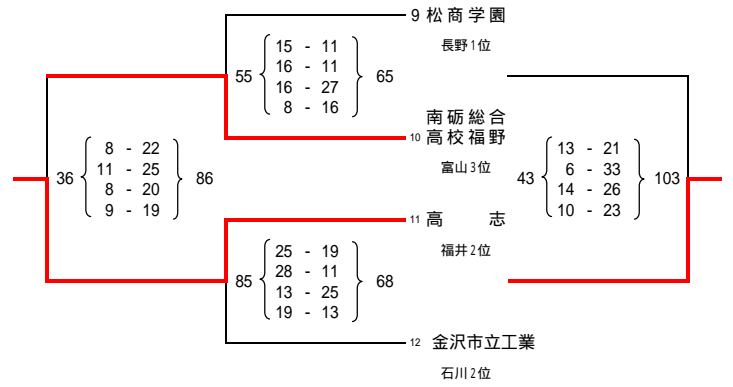 9 松商学園
長野1位
55 15 - 11 65
16 - 11
16 - 27
8 - 16
南砺総合
10 高校福野
富山3位
36 8 - 22 86
11 - 25
8 - 20
9 - 19
43 13 - 21 103
6 - 33
14 - 26
10 - 23
11 高 志
福井2位
85 25 - 19 68
28 - 11
13 - 25
19 - 13
12 金沢市立工業
石川2位